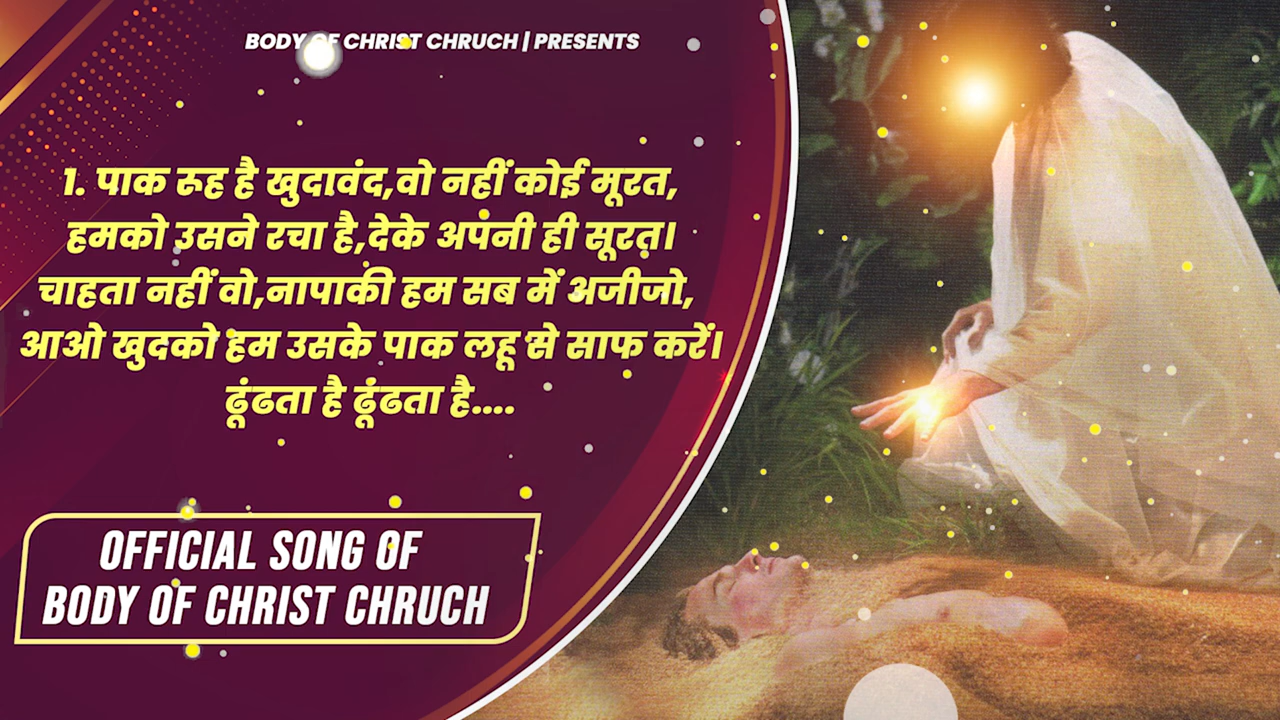 BODY OF CHRIST CHRUCH | PRESENTS
1. पाक रूह है खुदावंद,वो नहीं कोई मूरत,
हमको उसने रचा है,देके अपनी ही सूरत।
चाहता नहीं वो,नापाकी हम सब में अजीजो,
आओ खुदको हम उसके पाक लहू से साफ करें।
ढूंढता है ढूंढता है....
OFFICIAL SONG OF
BODY OF CHRIST CHRUCH